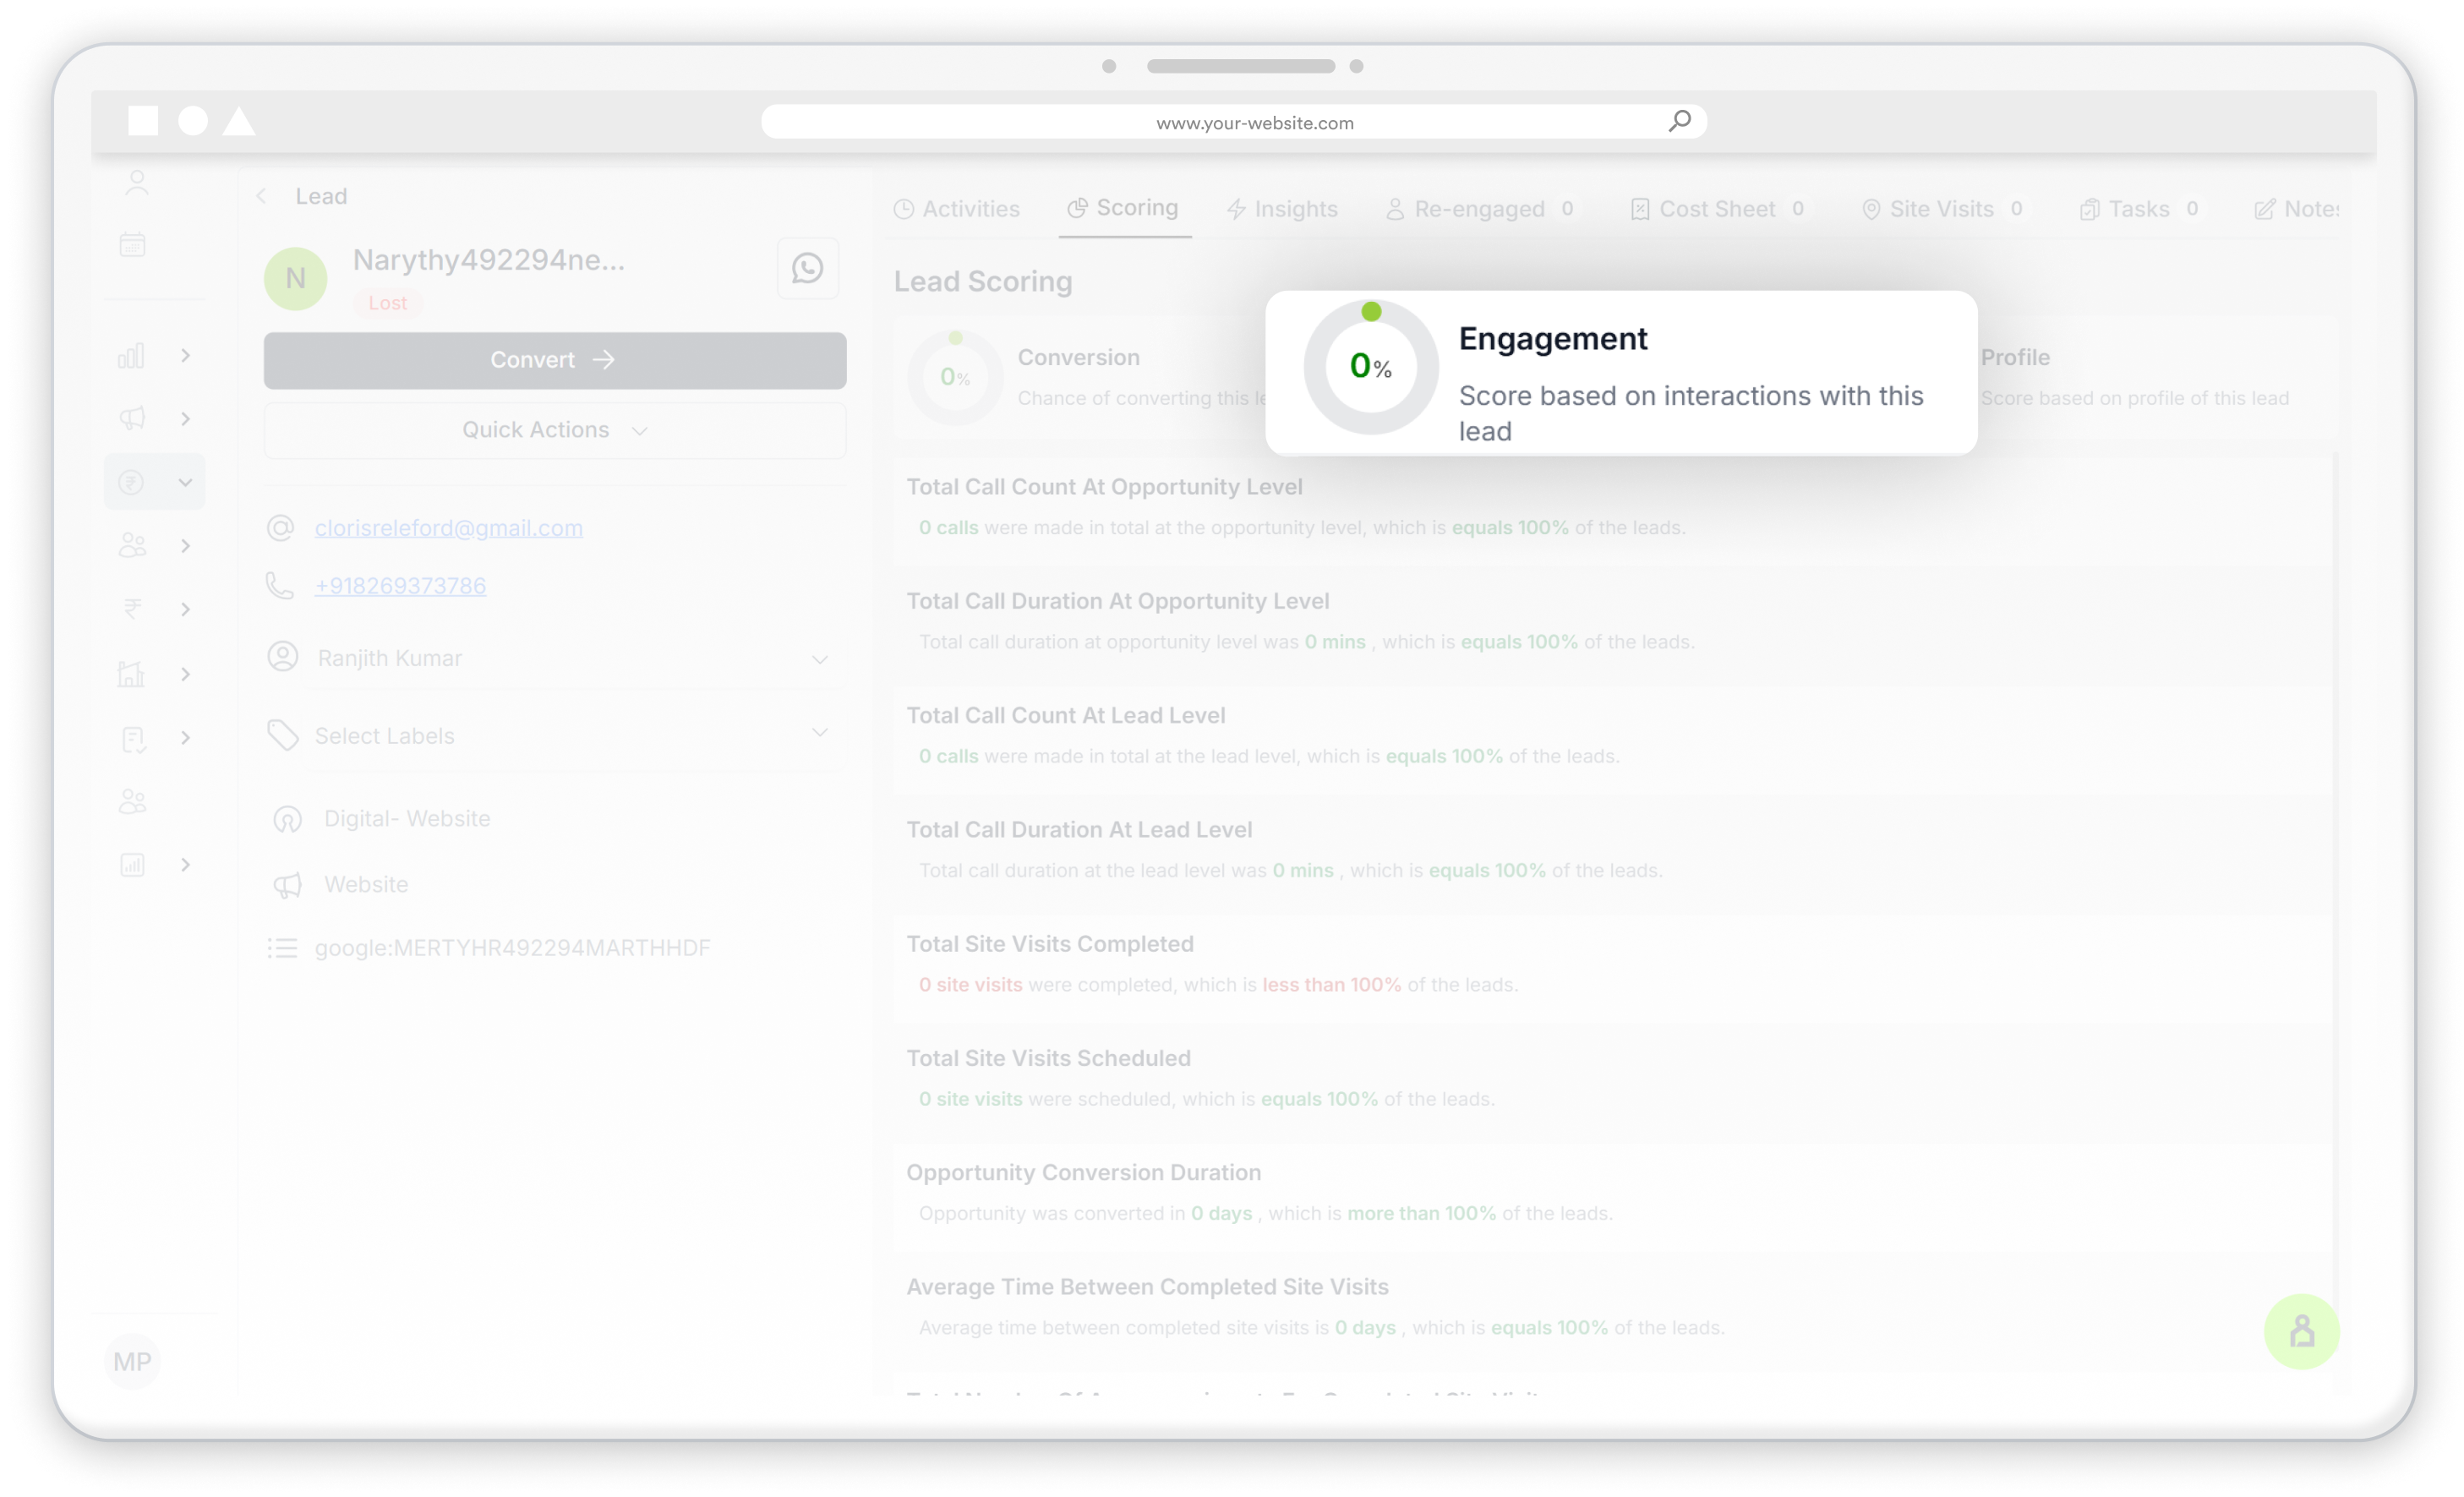 www.your-website.com
Lead
N
Narythy492294ne...
Lost
Convert
Quick Actions
clorisreleford@gmail.com
+918269373786
Ranjith Kumar
Select Labels
Digital- Website
Website
google:MERTYHR492294MARTHHDF
MP
Activities
Scoring
Insights
Re-engaged 0
Cost Sheet 0
Site Visits 0
Tasks 0
Notes
Lead Scoring
0%
Conversion
Chance of converting this le
0%
Engagement
Score based on interactions with this
lead
Profile
Score based on profile of this lead
Total Call Count At Opportunity Level
0 calls were made in total at the opportunity level, which is equals 100% of the leads.
Total Call Duration At Opportunity Level
Total call duration at opportunity level was 0 mins , which is equals 100% of the leads.
Total Call Count At Lead Level
0 calls were made in total at the lead level, which is equals 100% of the leads.
Total Call Duration At Lead Level
Total call duration at the lead level was 0 mins , which is equals 100% of the leads.
Total Site Visits Completed
0 site visits were completed, which is less than 100% of the leads.
Total Site Visits Scheduled
0 site visits were scheduled, which is equals 100% of the leads.
Opportunity Conversion Duration
Opportunity was converted in 0 days , which is more than 100% of the leads.
Average Time Between Completed Site Visits
Average time between completed site visits is 0 days , which is equals 100% of the leads.